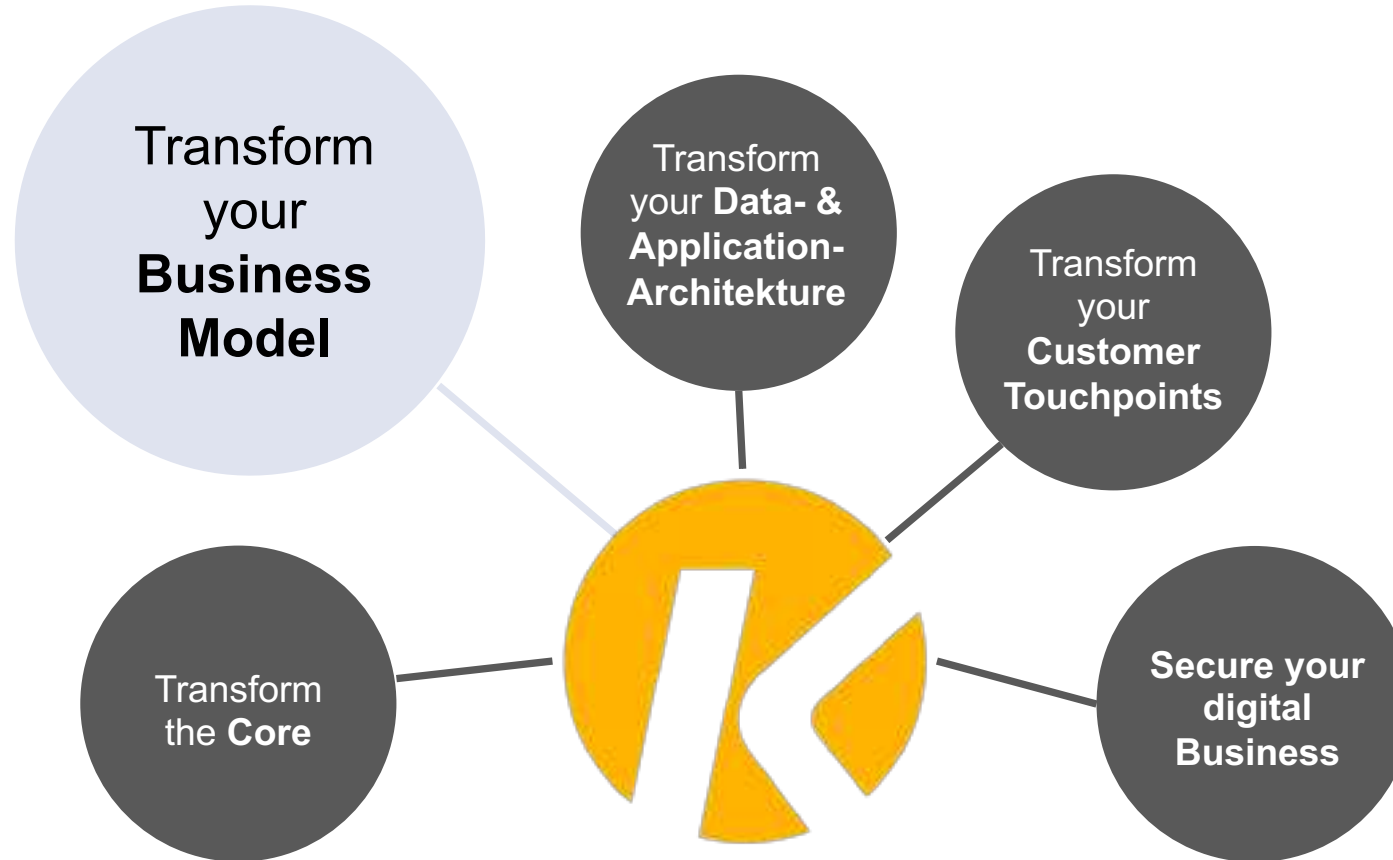 Transform
your
Business
Model
Transform
your Data- &
Application-
Architekture
Transform
your
Customer
Touchpoints
Transform
the Core
Secure your
digital
Business